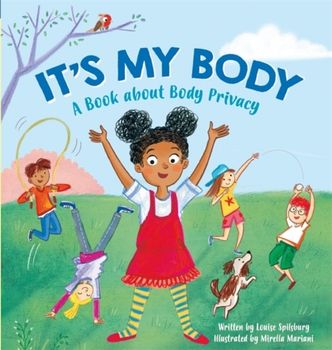 IT'S MY BODY
A Book about Body Privacy
Written by Louise Spilsbury
Illustrated by Mirella Mariani